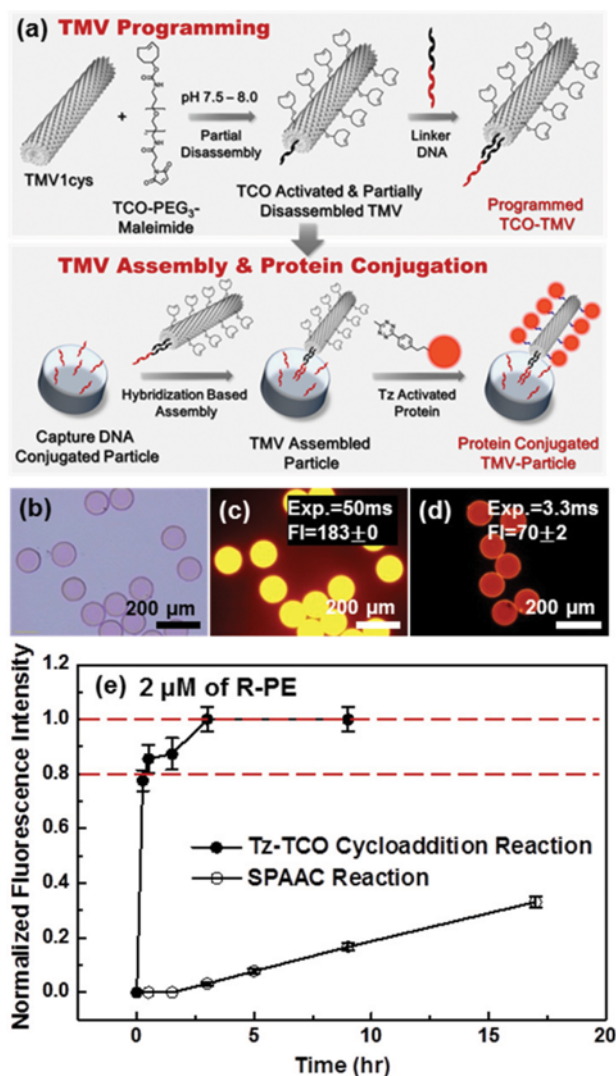 (a) TMV Programming
TMV1cys
+
TCO-PEG3-
Maleimide
pH 7.5 – 8.0
Partial
Disassembly
TCO Activated & Partially
Disassembled TMV
Linker
DNA
Programmed
TCO-TMV
TMV Assembly & Protein Conjugation
Capture DNA
Conjugated Particle
Hybridization Based
Assembly
TMV Assembled
Particle
Tz Activated
Protein
Protein Conjugated
TMV-Particle
(b)
200 µm
(c)
Exp.=50ms
FI=183±0
200 µm
(d)
Exp.=3.3ms
FI=70±2
200 µm
(e) 2 µM of R-PE
Normalized Fluorescence Intensity
1.2
1.0
0.8
0.6
0.4
0.2
0.0
Tz-TCO Cycloaddition Reaction
SPAAC Reaction
0
5
10
15
20
Time (hr)